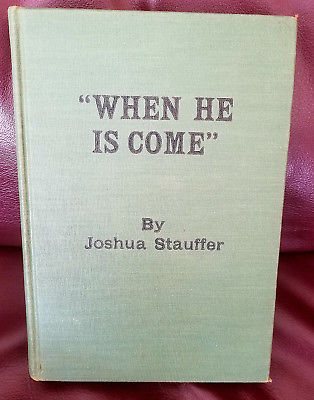 “WHEN HE
IS COME”
By
Joshua Stauffer